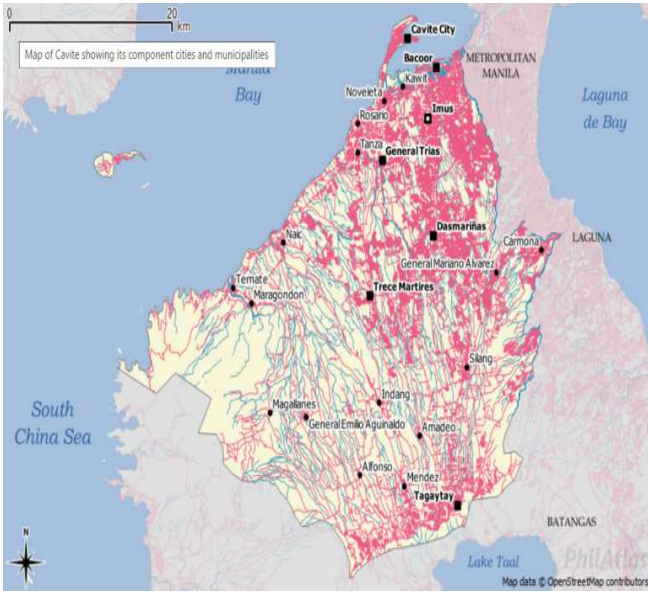 0
20
km
Map of Cavite showing its component cities and municipalities
Manila
Bay
Cavite City
Bacoor
METROPOLITAN
MANILA
Kawit
Noveleta
Imus
Laguna
de Bay
Rosario
Tanza
General Trias
Dasmariñas
Carmona
LAGUNA
Naic
General Mariano Alvarez
Ternate
Maragondon
Trece Martires
Silang
South
China Sea
Indang
Magallanes
General Emilio Aguinaldo
Amadeo
Alfonso
Mendez
Tagaytay
BATANGAS
N
Lake Taal
PhilAtlas
Map data © OpenStreetMap contributors